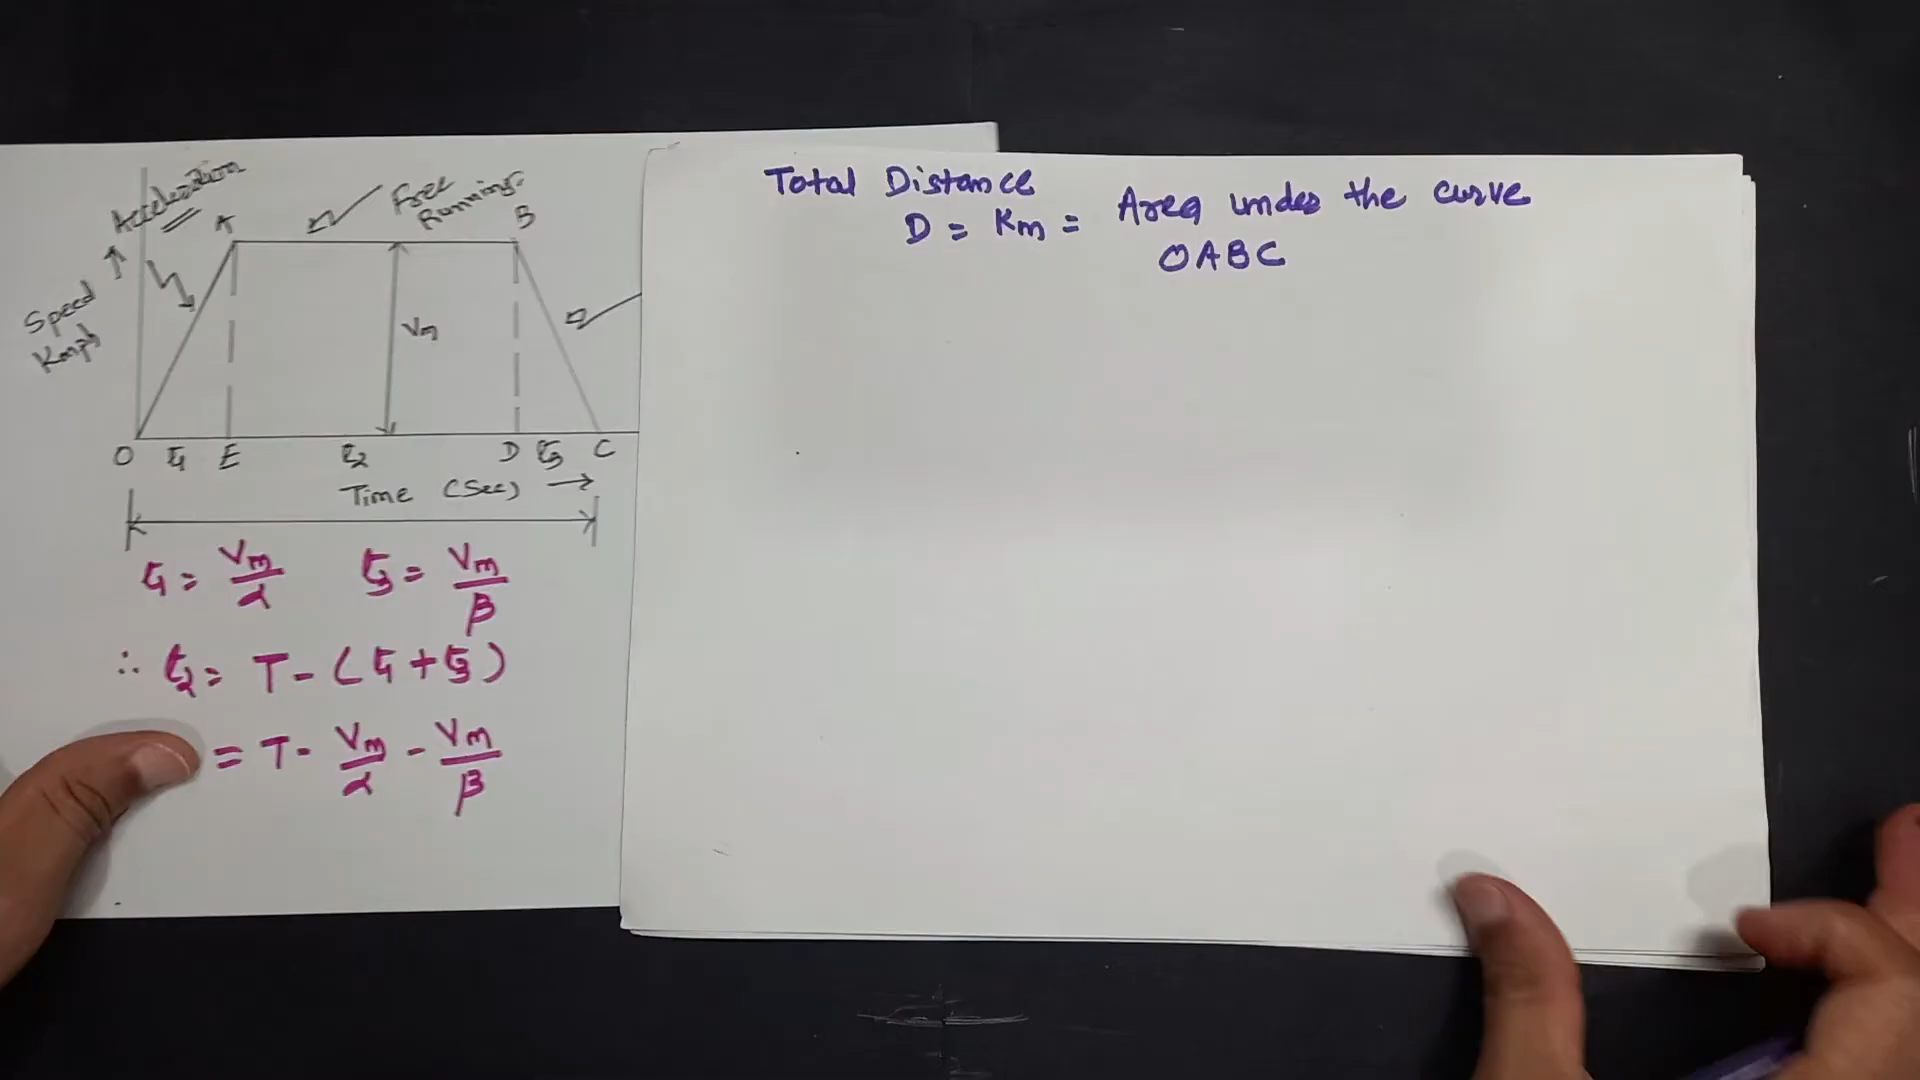 Acceleration
Free
Running.
A
B
Speed
Kmph
Vm
O t1 E t2 D t3 C
Time (Sec) →
t1 = Vm/α t3 = Vm/β
∴ t2 = T - (t1 + t3)
= T - Vm/α - Vm/β
Total Distance
D = Km = Area under the curve
OABC